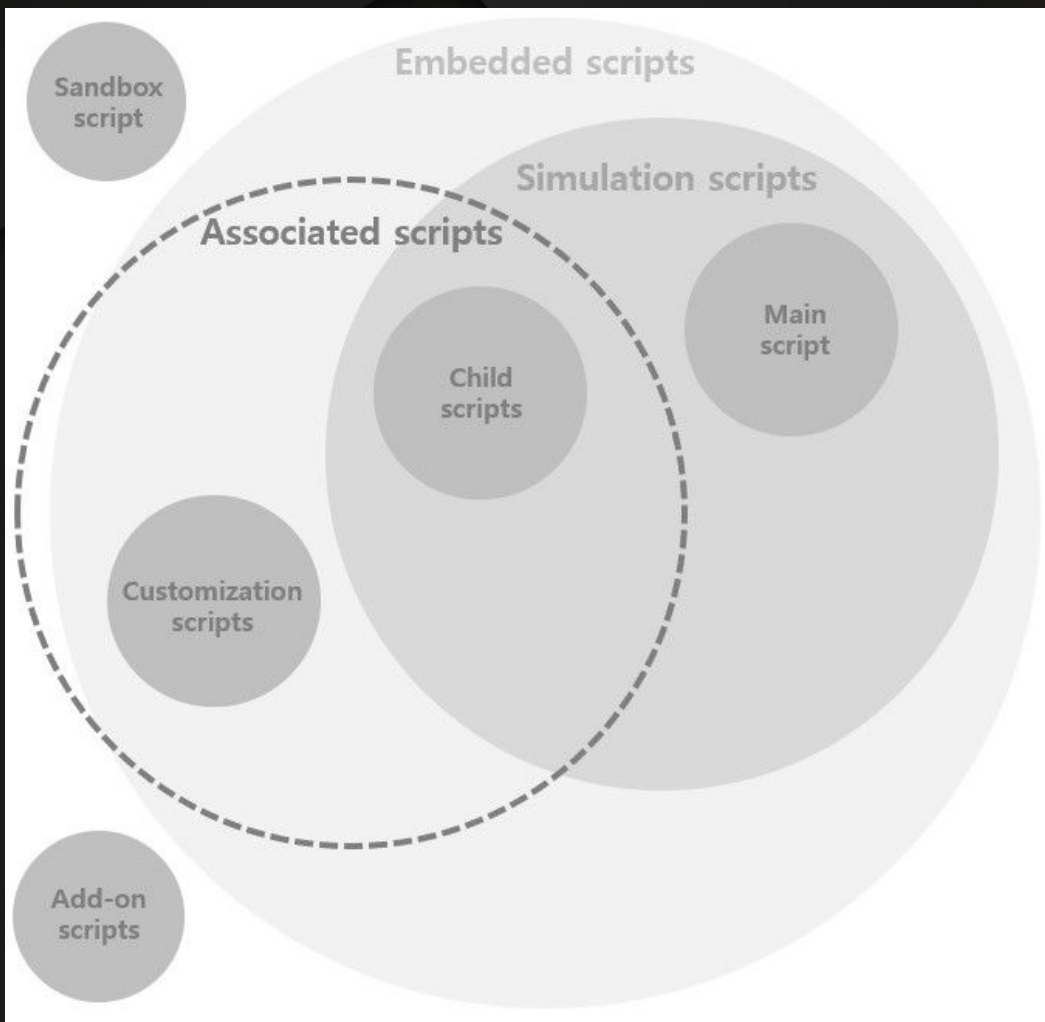 Embedded scripts
Sandbox
script
Simulation scripts
Associated scripts
Main
script
Child
scripts
Customization
scripts
Add-on
scripts